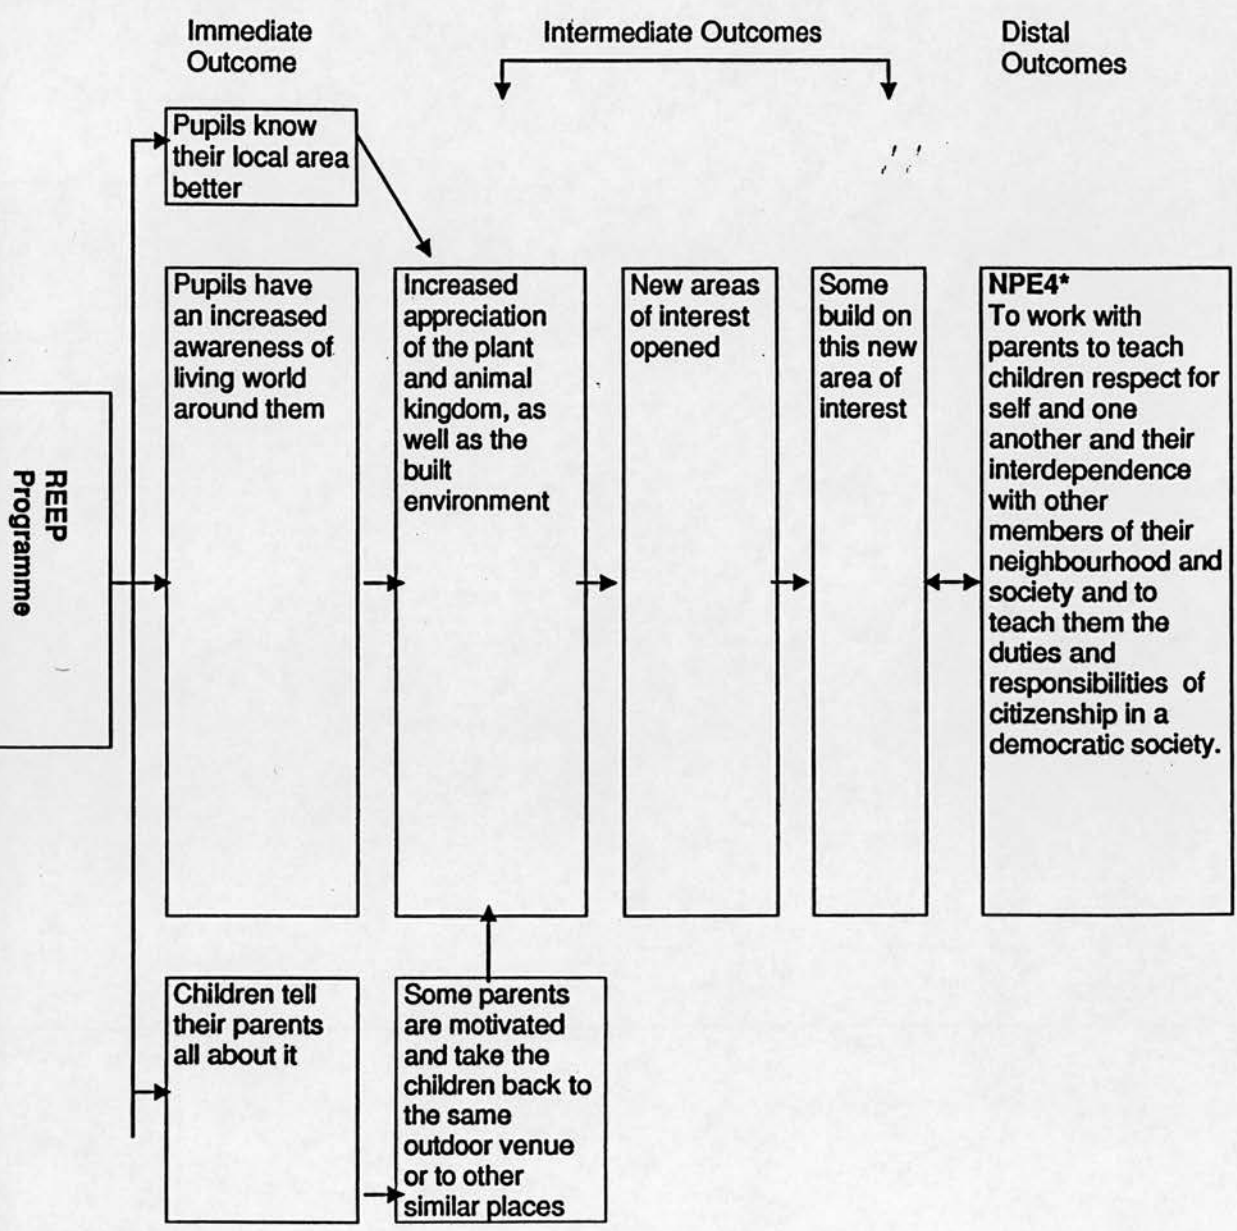 Immediate
Outcome
Intermediate Outcomes
Distal
Outcomes
Pupils know
their local area
better
REEP
Programme
Pupils have
an increased
awareness of
living world
around them
Increased
appreciation
of the plant
and animal
kingdom, as
well as the
built
environment
New areas
of interest
opened
Some
build on
this new
area of
interest
NPE4*
To work with
parents to teach
children respect for
self and one
another and their
interdependence
with other
members of their
neighbourhood and
society and to
teach them the
duties and
responsibilities of
citizenship in a
democratic society.
Children tell
their parents
all about it
Some parents
are motivated
and take the
children back to
the same
outdoor venue
or to other
similar places